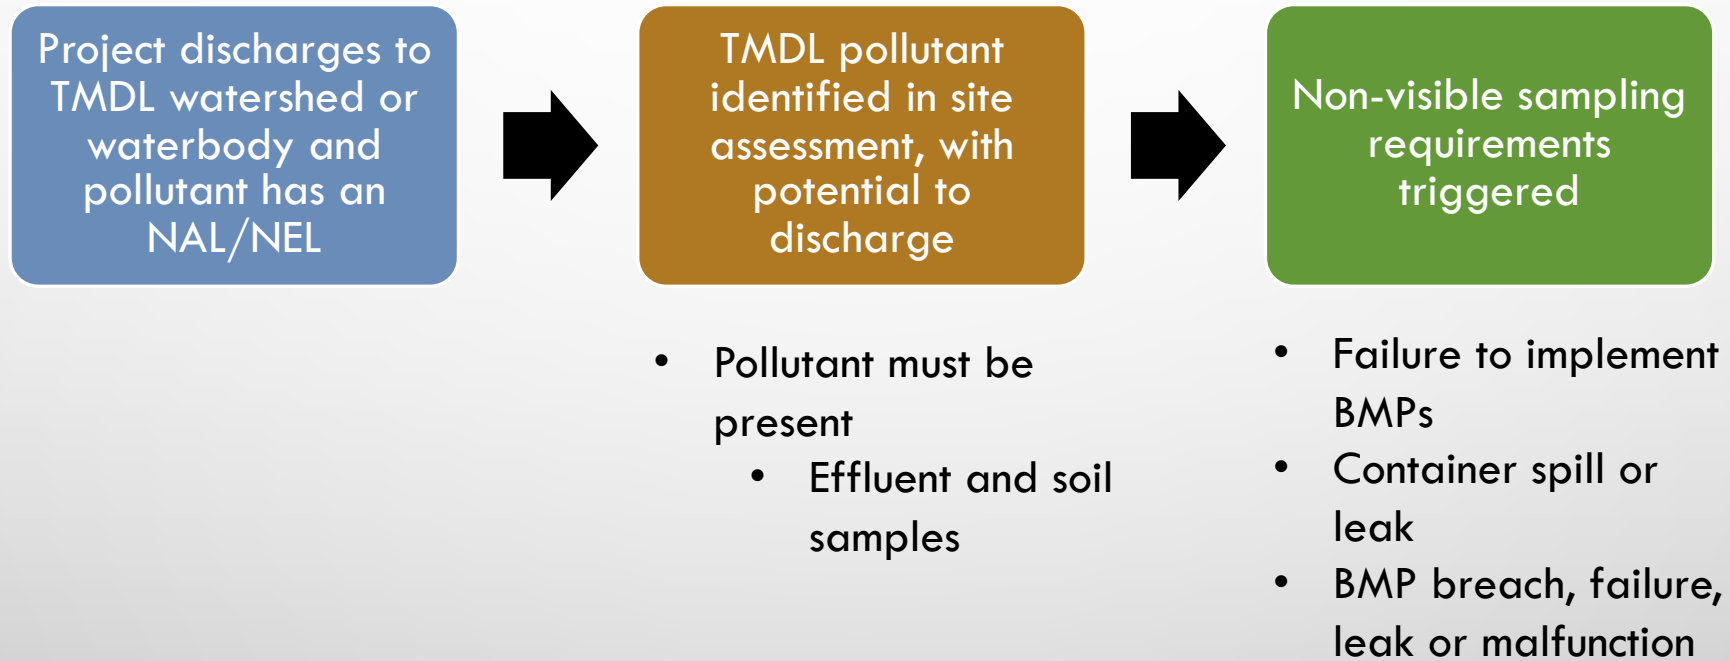 Project discharges to
TMDL watershed or
waterbody and
pollutant has an
NAL/NEL
TMDL pollutant
identified in site
assessment, with
potential to
discharge
Non-visible sampling
requirements
triggered
• Pollutant must be
present
• Effluent and soil
samples
• Failure to implement
BMPs
• Container spill or
leak
• BMP breach, failure,
leak or malfunction